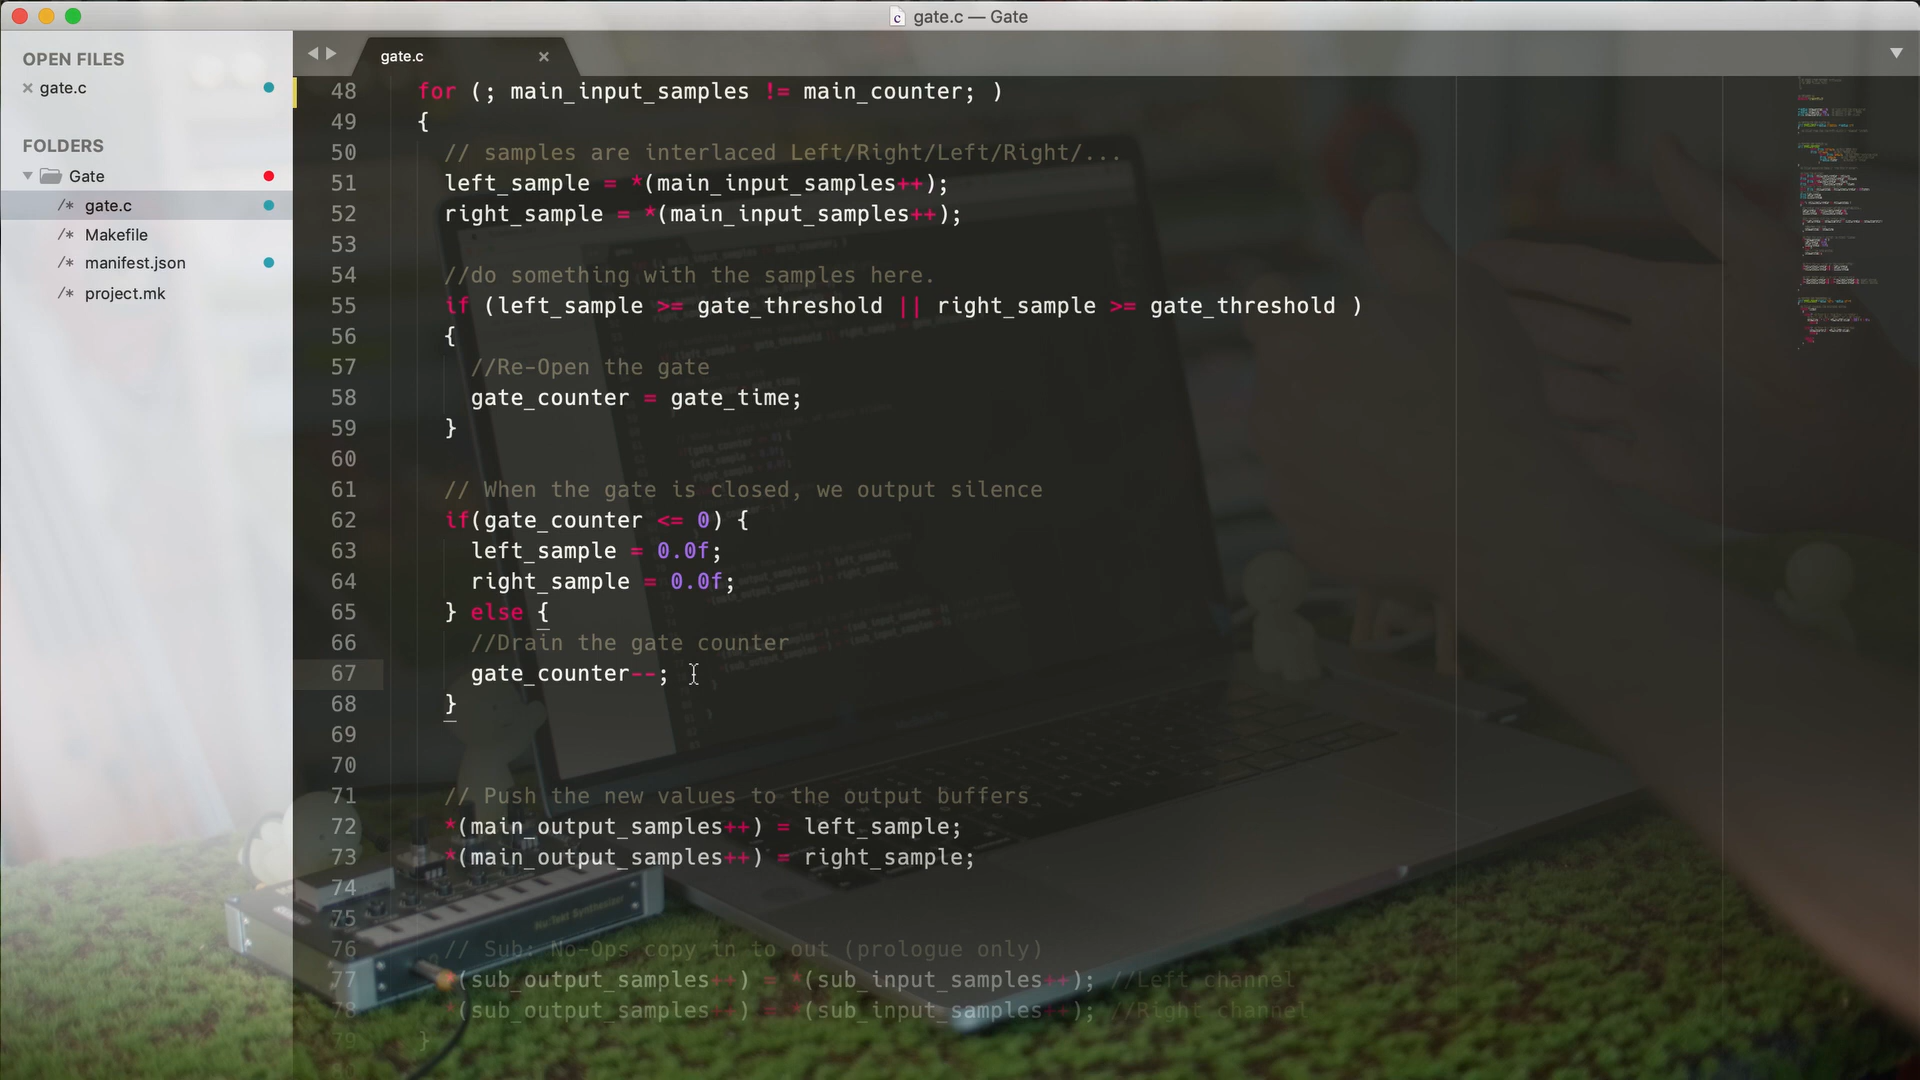 gate.c — Gate
OPEN FILES
gate.c
FOLDERS
Gate
/* gate.c
/* Makefile
/* manifest.json
/* project.mk
gate.c
48 for (; main_input_samples != main_counter; )
49 {
50 // samples are interlaced Left/Right/Left/Right/...
51 left_sample = *(main_input_samples++);
52 right_sample = *(main_input_samples++);
53
54 //do something with the samples here.
55 if (left_sample >= gate_threshold || right_sample >= gate_threshold )
56 {
57 //Re-Open the gate
58 gate_counter = gate_time;
59 }
60
61 // When the gate is closed, we output silence
62 if(gate_counter <= 0) {
63 left_sample = 0.0f;
64 right_sample = 0.0f;
65 } else {
66 //Drain the gate counter
67 gate_counter--;
68 }
69
70
71 // Push the new values to the output buffers
72 *(main_output_samples++) = left_sample;
73 *(main_output_samples++) = right_sample;
74
75
76 // Sub: No-Ops copy in to out (prologue only)
77 *(sub_output_samples++) = *(sub_input_samples++); //Left channel
78 *(sub_output_samples++) = *(sub_input_samples++); //Right channel
79 }
80
Nu:Tekt Synthesizer